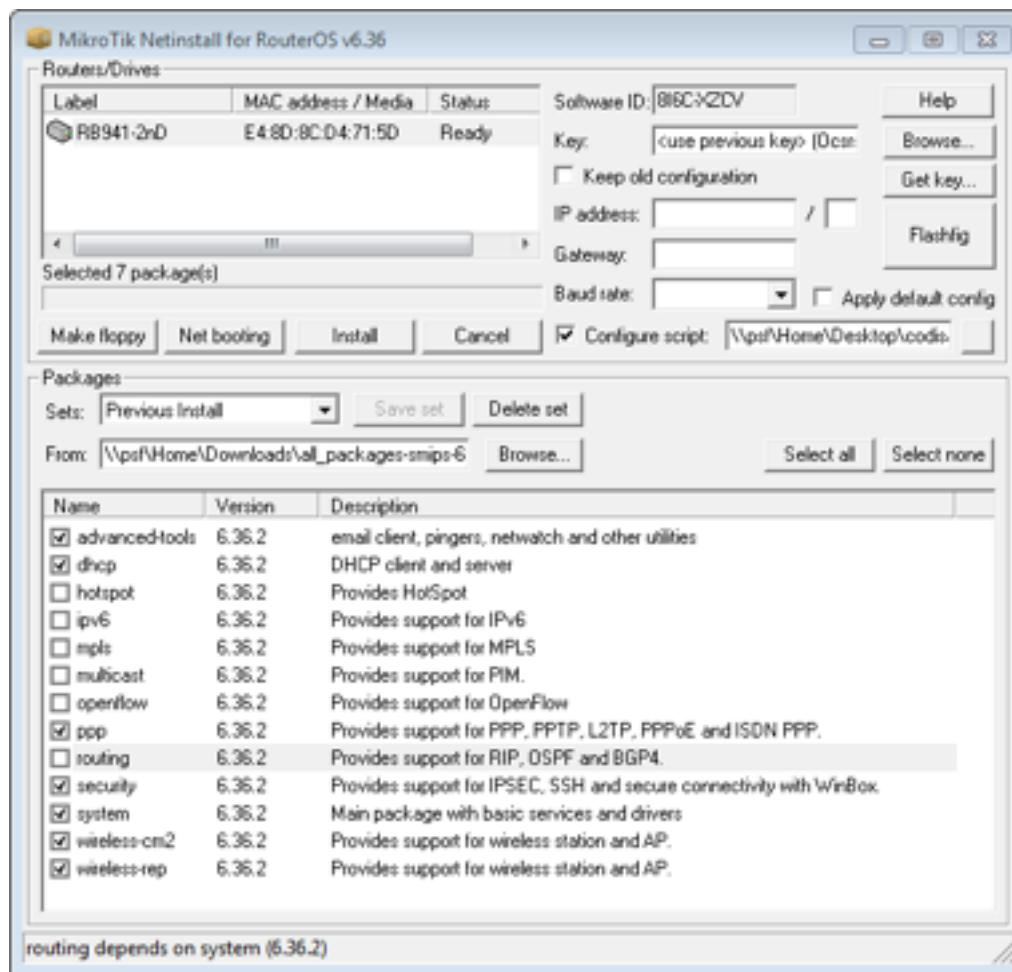 MikroTik Netinstall for RouterOS v6.36
Routers/Drives
Label MAC address / Media Status
RB941-2nD E4:8D:8C:D4:71:5D Ready
Selected 7 package(s)
Make floppy Net booting Install Cancel
Software ID: 8I6C-XZCV Help
Key: <use previous key> (Ocsr Browse...
Keep old configuration Get key...
IP address: /
Gateway: Flashfig
Baud rate: Apply default config
Configure script: \\psf\Home\Desktop\codis.
Packages
Sets: Previous Install Save set Delete set
From: \\psf\Home\Downloads\all_packages-smips-6 Browse... Select all Select none
Name Version Description
advanced-tools 6.36.2 email client, pingers, netwatch and other utilities
dhcp 6.36.2 DHCP client and server
hotspot 6.36.2 Provides HotSpot
ipv6 6.36.2 Provides support for IPv6
mpls 6.36.2 Provides support for MPLS
multicast 6.36.2 Provides support for PIM.
openflow 6.36.2 Provides support for OpenFlow
ppp 6.36.2 Provides support for PPP, PPTP, L2TP, PPPoE and ISDN PPP.
routing 6.36.2 Provides support for RIP, OSPF and BGP4.
security 6.36.2 Provides support for IPSEC, SSH and secure connectivity with WinBox.
system 6.36.2 Main package with basic services and drivers
wireless-cm2 6.36.2 Provides support for wireless station and AP.
wireless-rep 6.36.2 Provides support for wireless station and AP.
routing depends on system (6.36.2)